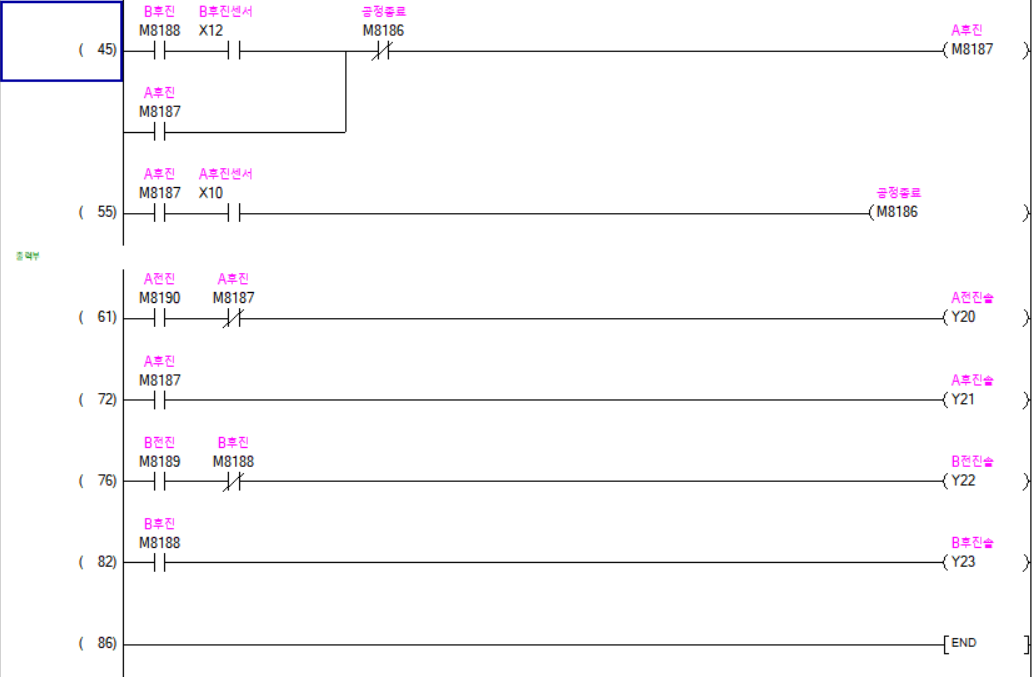 B후진 B후진센서 공정종료
M8188 X12 M8186 A후진
( 45) ( M8187 )
A후진
M8187
A후진 A후진센서
M8187 X10 공정종료
( 55) ( M8186 )
출력부
A전진 A후진
M8190 M8187 A전진솔
( 61) ( Y20 )
A후진
M8187 A후진솔
( 72) ( Y21 )
B전진 B후진
M8189 M8188 B전진솔
( 76) ( Y22 )
B후진
M8188 B후진솔
( 82) ( Y23 )
( 86) [ END ]